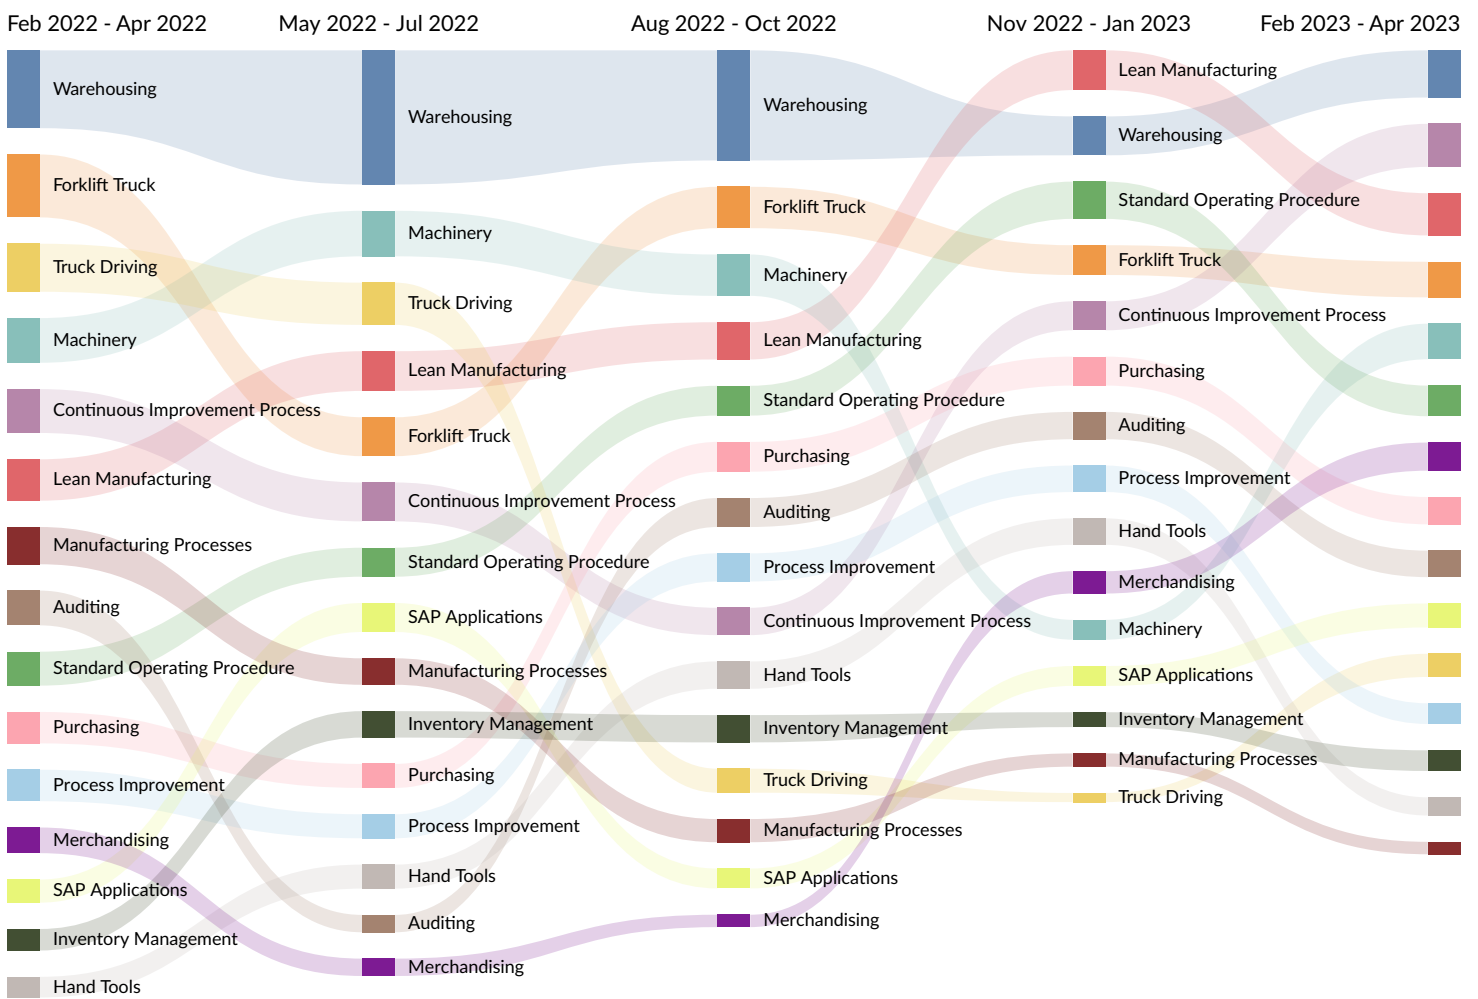 Feb 2022 - Apr 2022
May 2022 - Jul 2022
Aug 2022 - Oct 2022
Nov 2022 - Jan 2023
Feb 2023 - Apr 2023
Warehousing
Forklift Truck
Truck Driving
Machinery
Continuous Improvement Process
Lean Manufacturing
Manufacturing Processes
Auditing
Standard Operating Procedure
Purchasing
Process Improvement
Merchandising
SAP Applications
Inventory Management
Hand Tools
Warehousing
Machinery
Truck Driving
Lean Manufacturing
Forklift Truck
Continuous Improvement Process
Standard Operating Procedure
SAP Applications
Manufacturing Processes
Inventory Management
Purchasing
Process Improvement
Hand Tools
Auditing
Merchandising
Warehousing
Forklift Truck
Machinery
Lean Manufacturing
Standard Operating Procedure
Purchasing
Auditing
Process Improvement
Continuous Improvement Process
Hand Tools
Inventory Management
Truck Driving
Manufacturing Processes
SAP Applications
Merchandising
Lean Manufacturing
Warehousing
Standard Operating Procedure
Forklift Truck
Continuous Improvement Process
Purchasing
Auditing
Process Improvement
Hand Tools
Merchandising
Machinery
SAP Applications
Inventory Management
Manufacturing Processes
Truck Driving